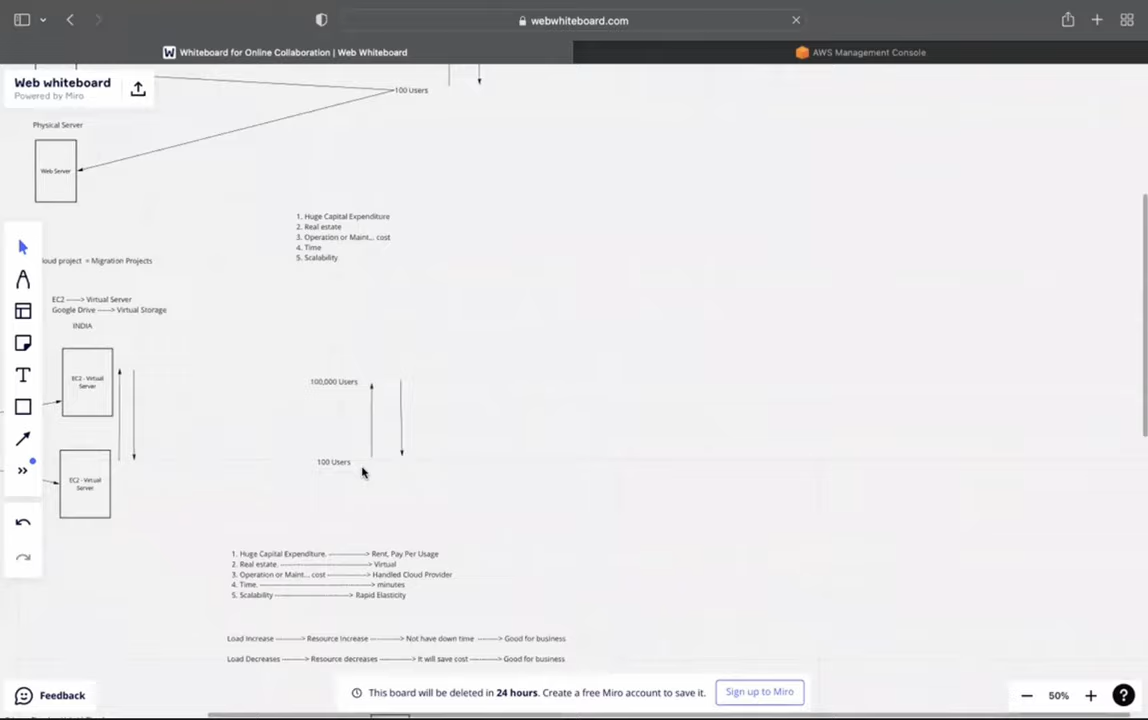 webwhiteboard.com
Whiteboard for Online Collaboration | Web Whiteboard
AWS Management Console
Web whiteboard
Powered by Miro
100 Users
Physical Server
Web Server
1. Huge Capital Expenditure
2. Real estate
3. Operation or Maint... cost
4. Time
5. Scalability
loud project = Migration Projects
EC2 ----> Virtual Server
Google Drive ----> Virtual Storage
INDIA
EC2 - Virtual
Server
100,000 Users
100 Users
EC2 - Virtual
Server
1. Huge Capital Expenditure. ----------> Rent, Pay Per Usage
2. Real estate. -----------------------> Virtual
3. Operation or Maint... cost -----------> Handled Cloud Provider
4. Time. -----------------------------> minutes
5. Scalability -------------------> Rapid Elasticity
Load Increase -------> Resource Increase --------> Not have down time ------> Good for business
Load Decreases ------> Resource decreases --------> It will save cost --------> Good for business
Feedback
This board will be deleted in 24 hours. Create a free Miro account to save it.
Sign up to Miro
50%